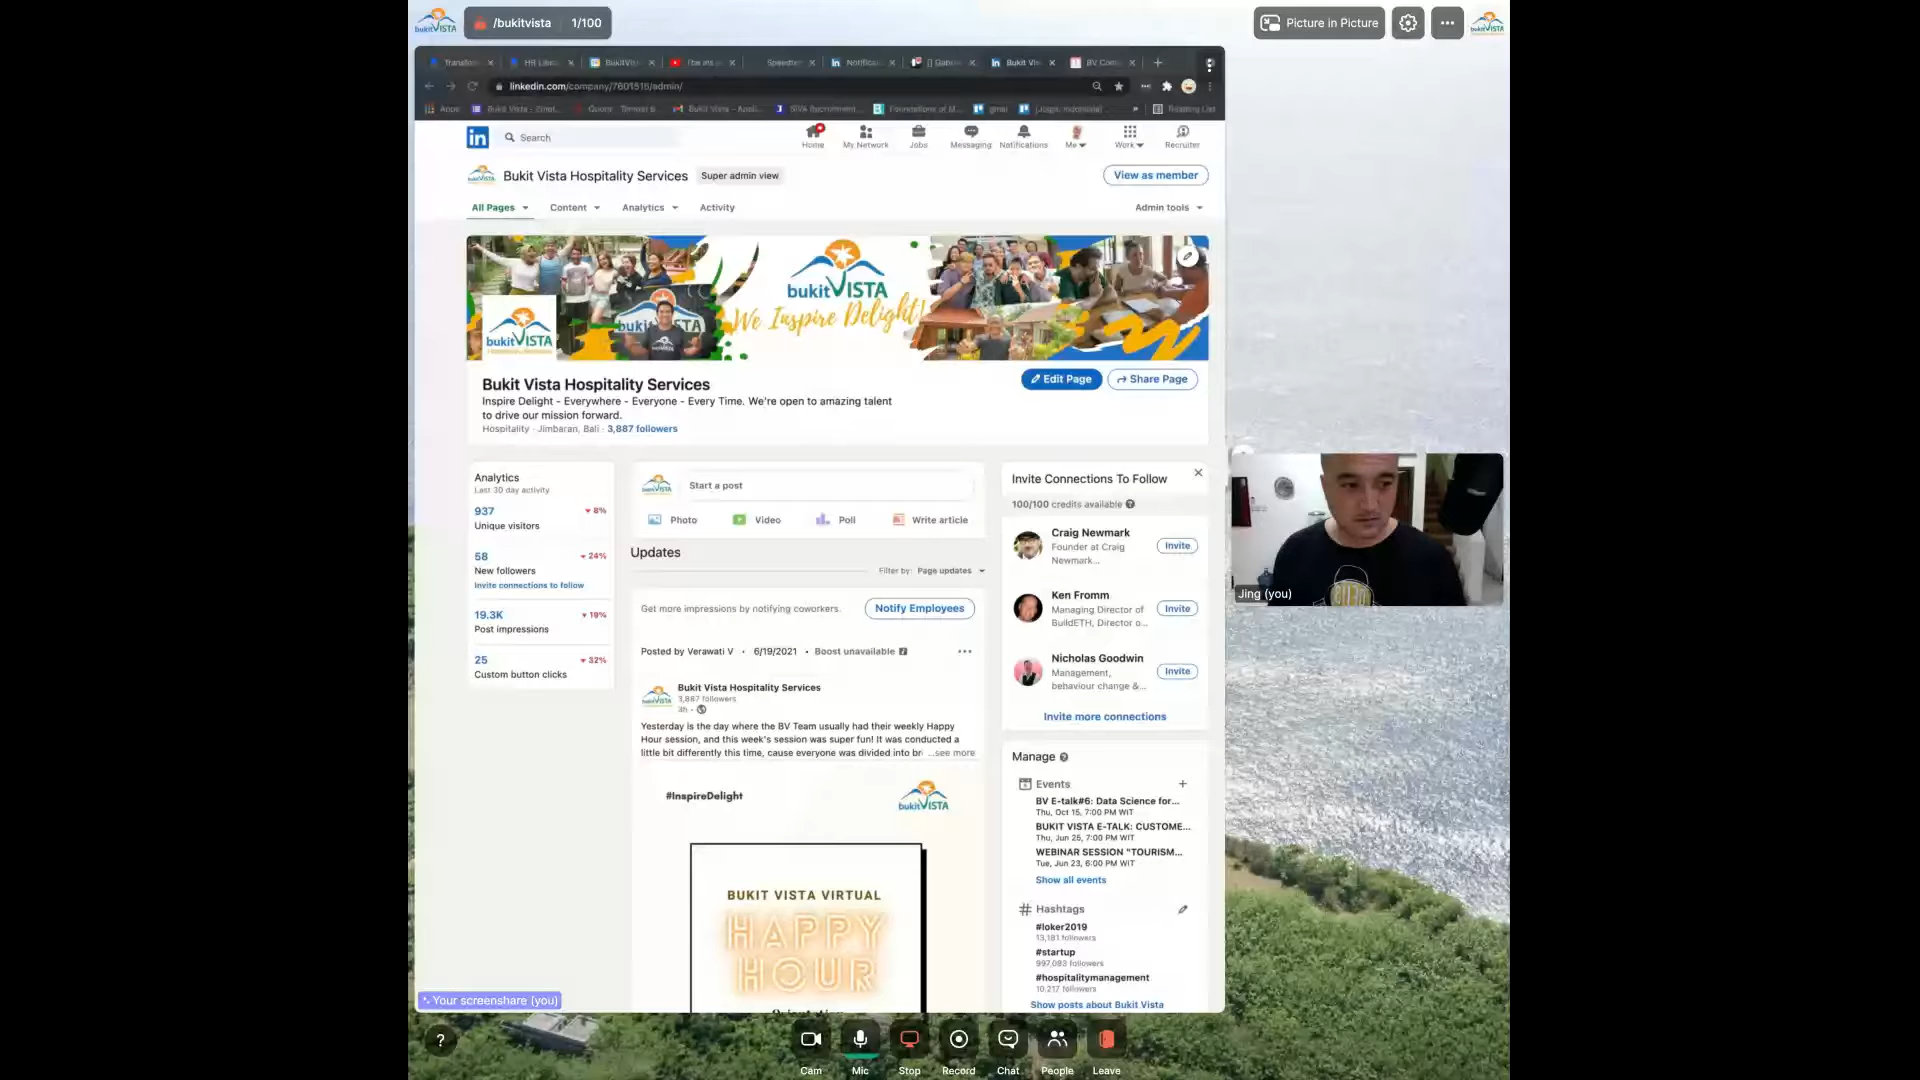 /bukitvista 1/100
Picture in Picture
linkedin.com/company/7601515/admin/
Apps
Reading List
Search
Home
My Network
Jobs
Messaging
Notifications
Me
Work
Recruiter
Bukit Vista Hospitality Services
Super admin view
View as member
All Pages
Content
Analytics
Activity
Admin tools
bukit VISTA
We Inspire Delight!
bukit VISTA
Bukit Vista Hospitality Services
Edit Page
Share Page
Inspire Delight - Everywhere - Everyone - Every Time. We're open to amazing talent
to drive our mission forward.
Hospitality · Jimbaran, Bali · 3,887 followers
Analytics
Last 30 day activity
937 8%
Unique visitors
58 24%
New followers
Invite connections to follow
19.3K 19%
Post impressions
25 32%
Custom button clicks
Start a post
Photo
Video
Poll
Write article
Updates
Filter by: Page updates
Get more impressions by notifying coworkers.
Notify Employees
Posted by Verawati V • 6/19/2021 • Boost unavailable
Bukit Vista Hospitality Services
3,887 followers
3h
Yesterday is the day where the BV Team usually had their weekly Happy
Hour session, and this week's session was super fun! It was conducted a
little bit differently this time, cause everyone was divided into br ...see more
#InspireDelight
bukit VISTA
BUKIT VISTA VIRTUAL
HAPPY
HOUR
Invite Connections To Follow
100/100 credits available
Craig Newmark
Founder at Craig
Newmark...
Invite
Ken Fromm
Managing Director of
BuildETH, Director o...
Invite
Nicholas Goodwin
Management,
behaviour change &...
Invite
Invite more connections
Manage
Events
BV E-talk#6: Data Science for...
Thu, Oct 15, 7:00 PM WIT
BUKIT VISTA E-TALK: CUSTOME...
Thu, Jun 25, 7:00 PM WIT
WEBINAR SESSION "TOURISM...
Tue, Jun 23, 6:00 PM WIT
Show all events
Hashtags
#loker2019
13,181 followers
#startup
997,093 followers
#hospitalitymanagement
10,217 followers
Show posts about Bukit Vista
Jing (you)
Your screenshare (you)
?
Cam
Mic
Stop
Record
Chat
People
Leave